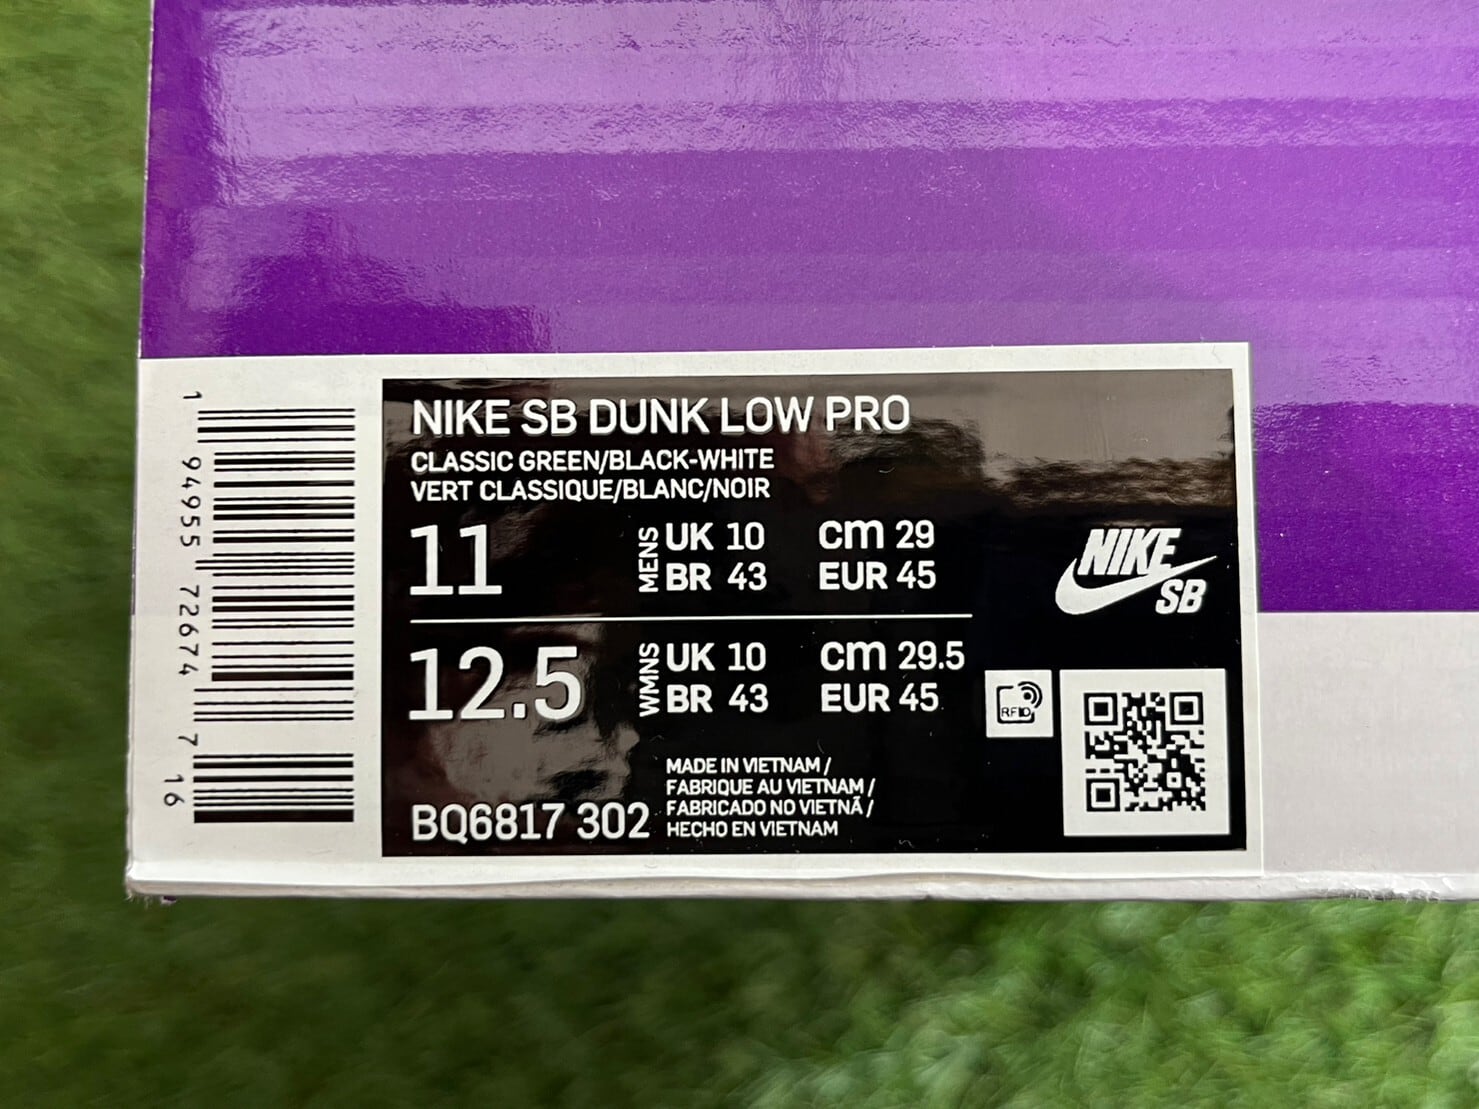 NIKE SB DUNK LOW PRO
CLASSIC GREEN/BLACK-WHITE
VERT CLASSIQUE/BLANC/NOIR
11 MENS UK 10 cm 29
BR 43 EUR 45
12.5 WMNS UK 10 cm 29.5
BR 43 EUR 45
BQ6817 302
MADE IN VIETNAM /
FABRIQUE AU VIETNAM /
FABRICADO NO VIETNÃ /
HECHO EN VIETNAM
NIKE
SB
RFID
1 94955 72674 7 16